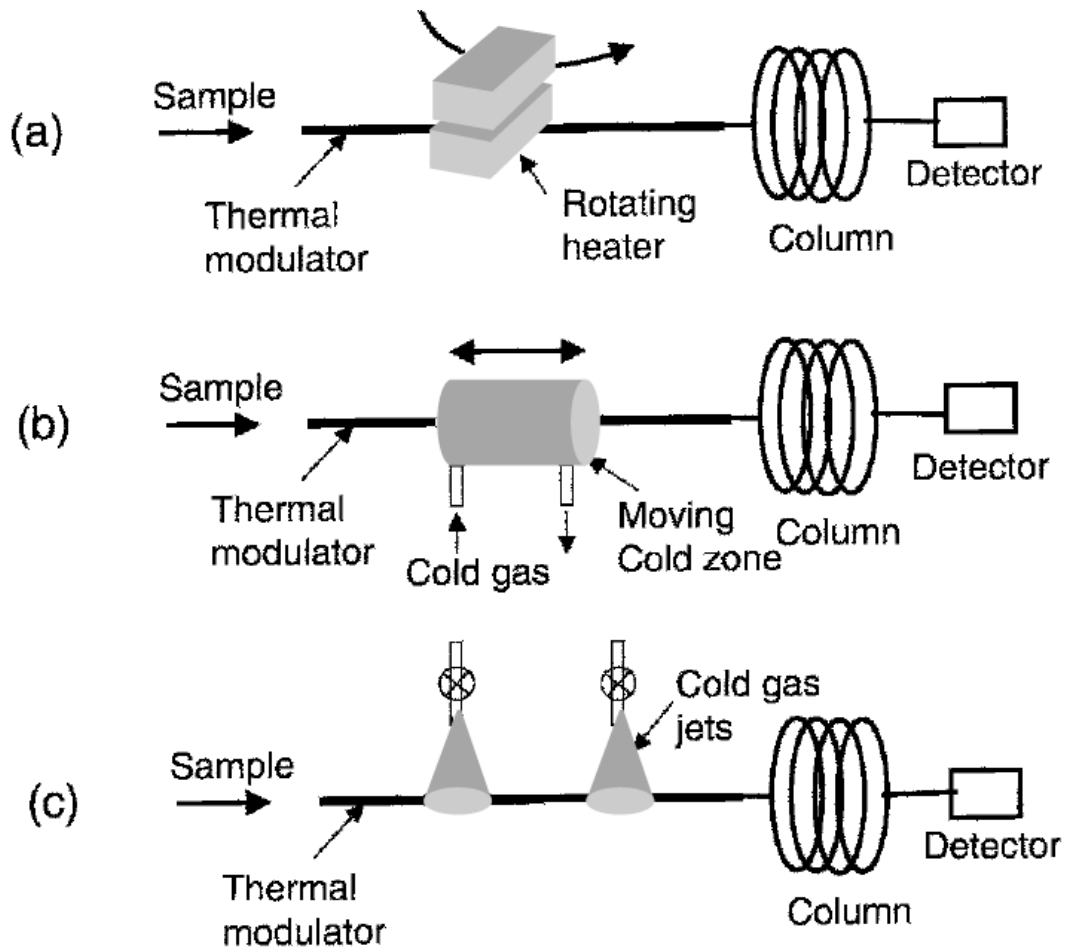 (a)
Sample
Thermal
modulator
Rotating
heater
Column
Detector
(b)
Sample
Thermal
modulator
Cold gas
Moving
Cold zone
Column
Detector
(c)
Sample
Thermal
modulator
Cold gas
jets
Column
Detector